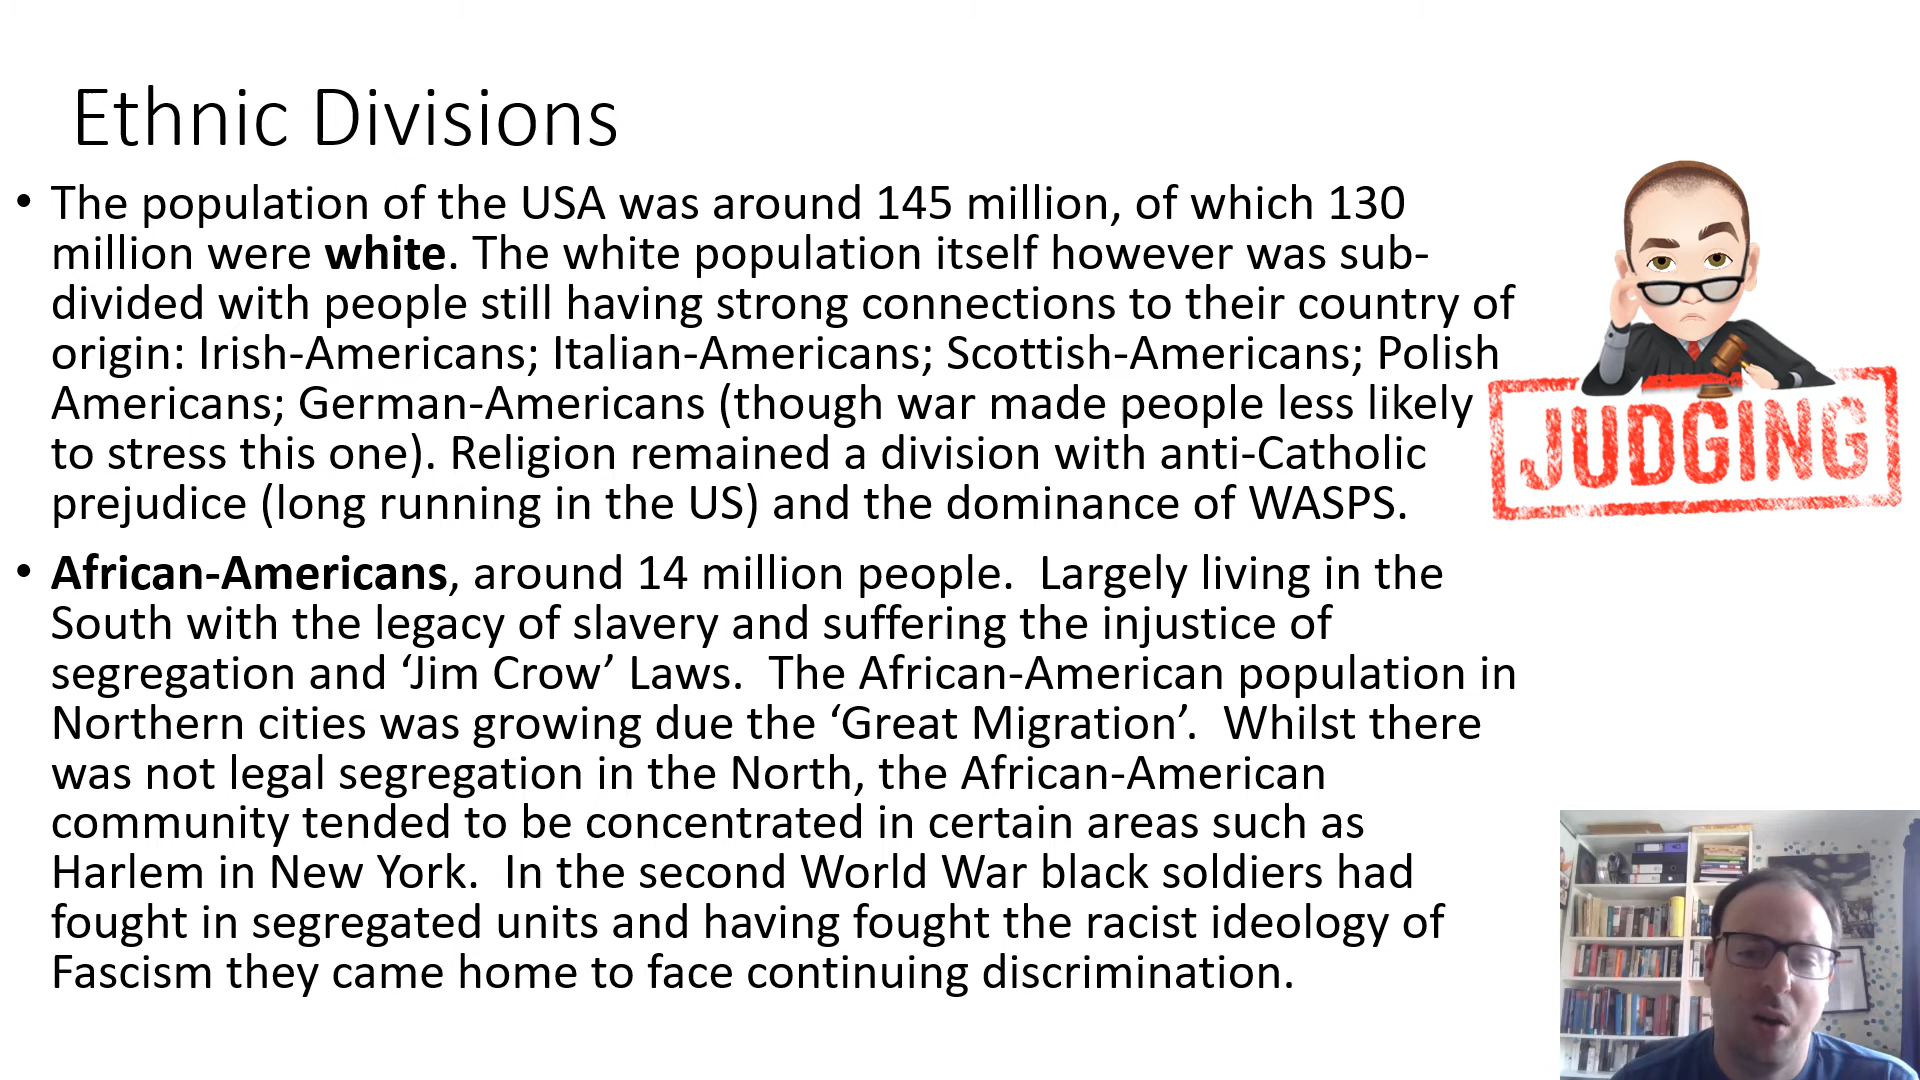 Ethnic Divisions
• The population of the USA was around 145 million, of which 130
million were white. The white population itself however was sub-
divided with people still having strong connections to their country of
origin: Irish-Americans; Italian-Americans; Scottish-Americans; Polish
Americans; German-Americans (though war made people less likely
to stress this one). Religion remained a division with anti-Catholic
prejudice (long running in the US) and the dominance of WASPS.
JUDGING
• African-Americans, around 14 million people.  Largely living in the
South with the legacy of slavery and suffering the injustice of
segregation and ‘Jim Crow’ Laws.  The African-American population in
Northern cities was growing due the ‘Great Migration’.  Whilst there
was not legal segregation in the North, the African-American
community tended to be concentrated in certain areas such as
Harlem in New York.  In the second World War black soldiers had
fought in segregated units and having fought the racist ideology of
Fascism they came home to face continuing discrimination.